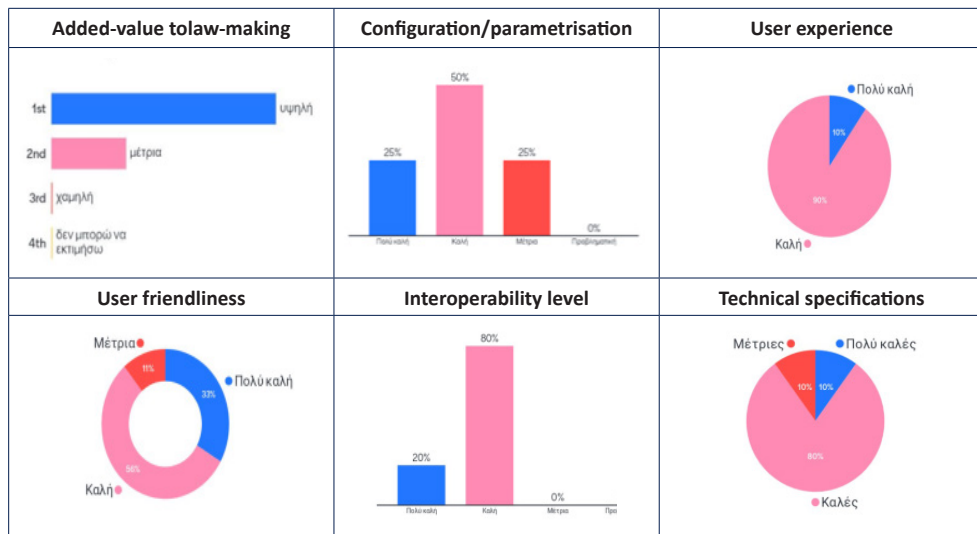 Added-value tolaw-making
Configuration/parametrisation
User experience
1st
υψηλή
2nd
μέτρια
3rd
χαμηλή
4th
δεν μπορώ να
εκτιμήσω
50%
25%
25%
0%
Πολύ καλή
Καλή
Μέτρια
Προβληματική
Πολύ καλή
10%
90%
Καλή
User friendliness
Interoperability level
Technical specifications
Μέτρια
11%
Πολύ καλή
33%
56%
Καλή
80%
20%
0%
Πολύ καλή
Καλή
Μέτρια
Προ
Μέτριες
Πολύ καλές
10%
10%
80%
Καλές